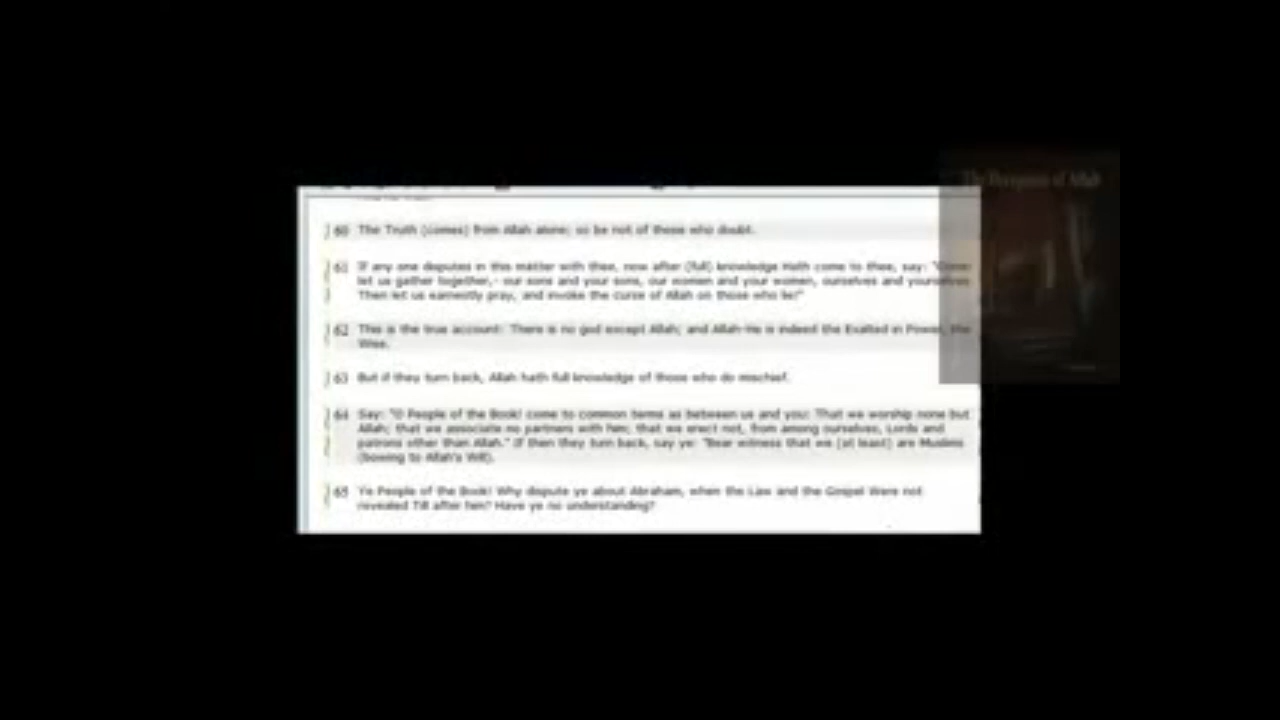 60 The Truth (comes) from Allah alone; so be not of those who doubt.
61 If any one disputes in this matter with thee, now after (full) knowledge Hath come to thee, say: "Come!
let us gather together,- our sons and your sons, our women and your women, ourselves and yourselves
Then let us earnestly pray, and invoke the curse of Allah on those who lie!"
62 This is the true account: There is no god except Allah; and Allah-He is indeed the Exalted in Power, the
Wise.
63 But if they turn back, Allah hath full knowledge of those who do mischief.
64 Say: "O People of the Book! come to common terms as between us and you: That we worship none but
Allah; that we associate no partners with him; that we erect not, from among ourselves, Lords and
patrons other than Allah." If then they turn back, say ye: "Bear witness that we (at least) are Muslims
(bowing to Allah's Will).
65 Ye People of the Book! Why dispute ye about Abraham, when the Law and the Gospel Were not
revealed Till after him? Have ye no understanding?
The of Allah